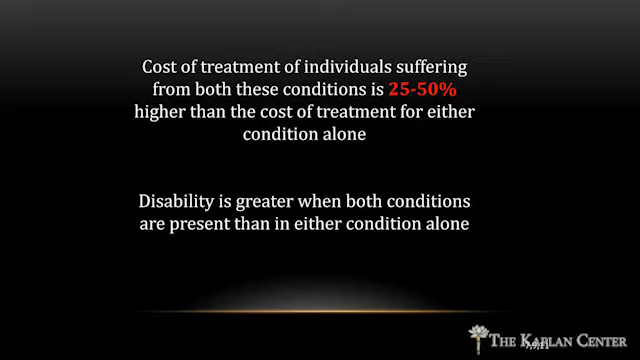 Cost of treatment of individuals suffering
from both these conditions is 25-50%
higher than the cost of treatment for either
condition alone
Disability is greater when both conditions
are present than in either condition alone
THE KAPLAN CENTER